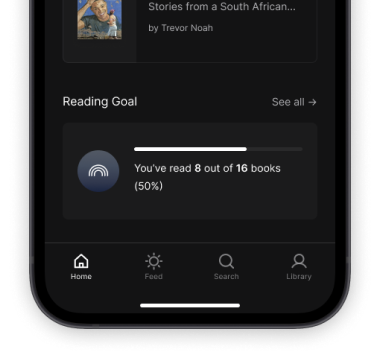 Stories from a South African...
by Trevor Noah
Reading Goal
See all →
You've read 8 out of 16 books
(50%)
Home
Feed
Search
Library